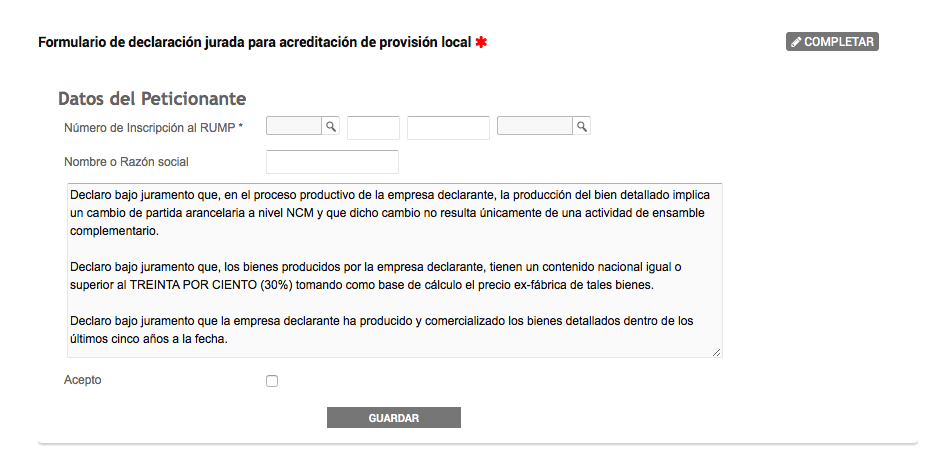 Formulario de declaración jurada para acreditación de provisión local *
COMPLETAR
Datos del Peticionante
Número de Inscripción al RUMP *
Nombre o Razón social
Declaro bajo juramento que, en el proceso productivo de la empresa declarante, la producción del bien detallado implica
un cambio de partida arancelaria a nivel NCM y que dicho cambio no resulta únicamente de una actividad de ensamble
complementario.
Declaro bajo juramento que, los bienes producidos por la empresa declarante, tienen un contenido nacional igual o
superior al TREINTA POR CIENTO (30%) tomando como base de cálculo el precio ex-fábrica de tales bienes.
Declaro bajo juramento que la empresa declarante ha producido y comercializado los bienes detallados dentro de los
últimos cinco años a la fecha.
Acepto
GUARDAR